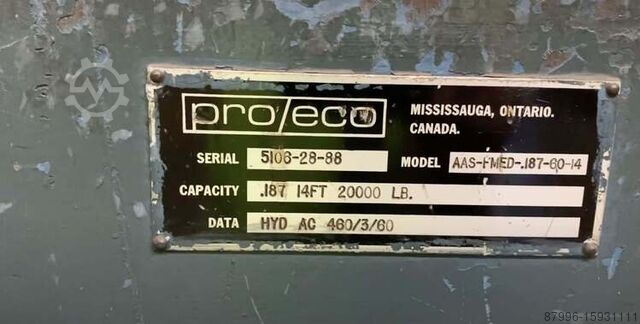 pro/eco
MISSISSAUGA, ONTARIO.
CANADA.
SERIAL 5106-28-88 MODEL AAS-FMED-.187-60-14
CAPACITY .187 14FT 20000 LB.
DATA HYD AC 460/3/60
87996-15931111